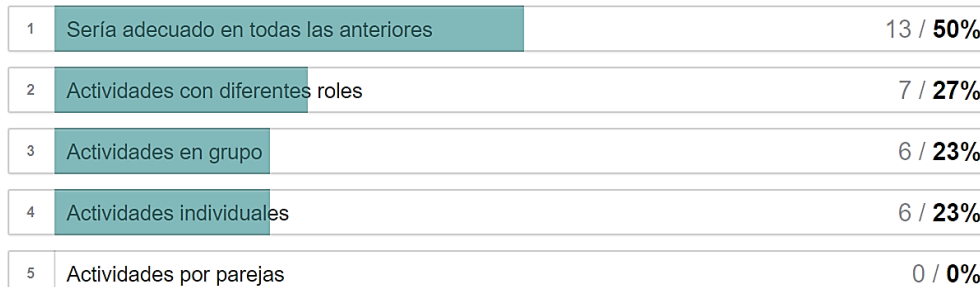 1 Sería adecuado en todas las anteriores 13 / 50%
2 Actividades con diferentes roles 7 / 27%
3 Actividades en grupo 6 / 23%
4 Actividades individuales 6 / 23%
5 Actividades por parejas 0 / 0%